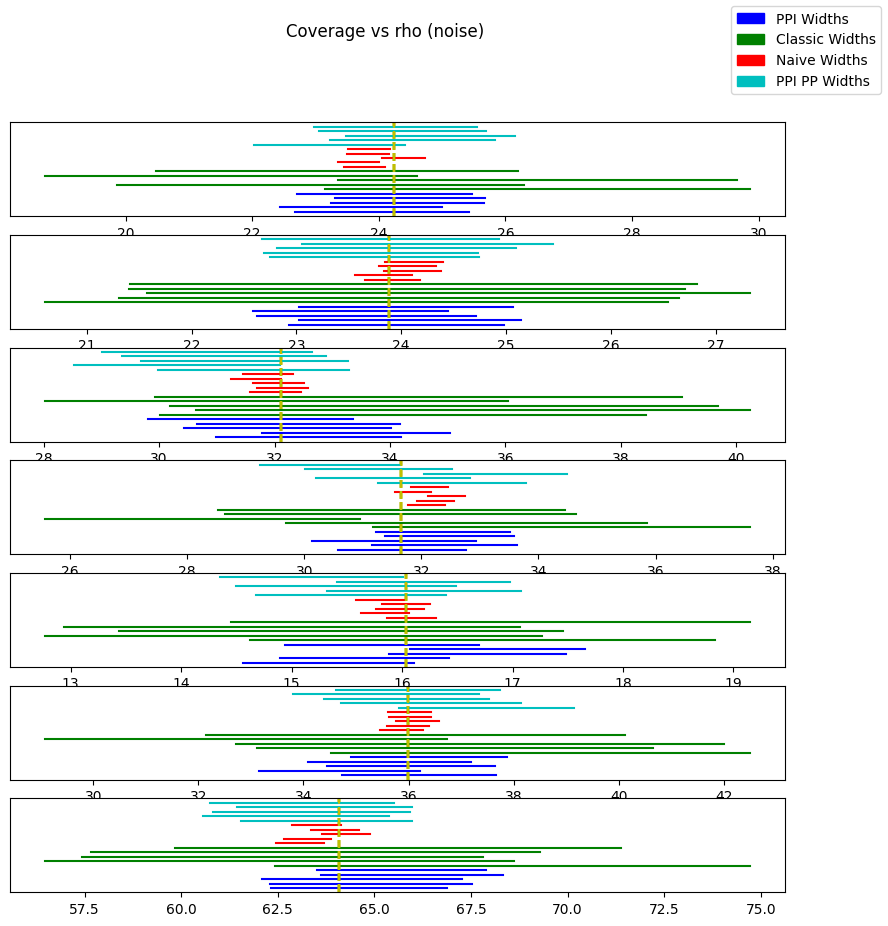 Coverage vs rho (noise)
PPI Widths
Classic Widths
Naive Widths
PPI PP Widths
20 22 24 26 28 30
21 22 23 24 25 26 27
28 30 32 34 36 38 40
26 28 30 32 34 36 38
13 14 15 16 17 18 19
30 32 34 36 38 40 42
57.5 60.0 62.5 65.0 67.5 70.0 72.5 75.0